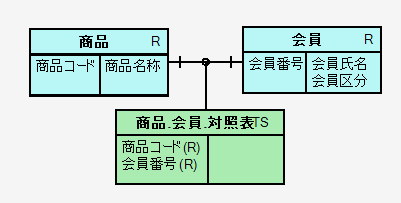 商品 R
商品コード 商品名称
会員 R
会員番号 会員氏名
会員区分
商品.会員.対照表TS
商品コード(R)
会員番号(R)